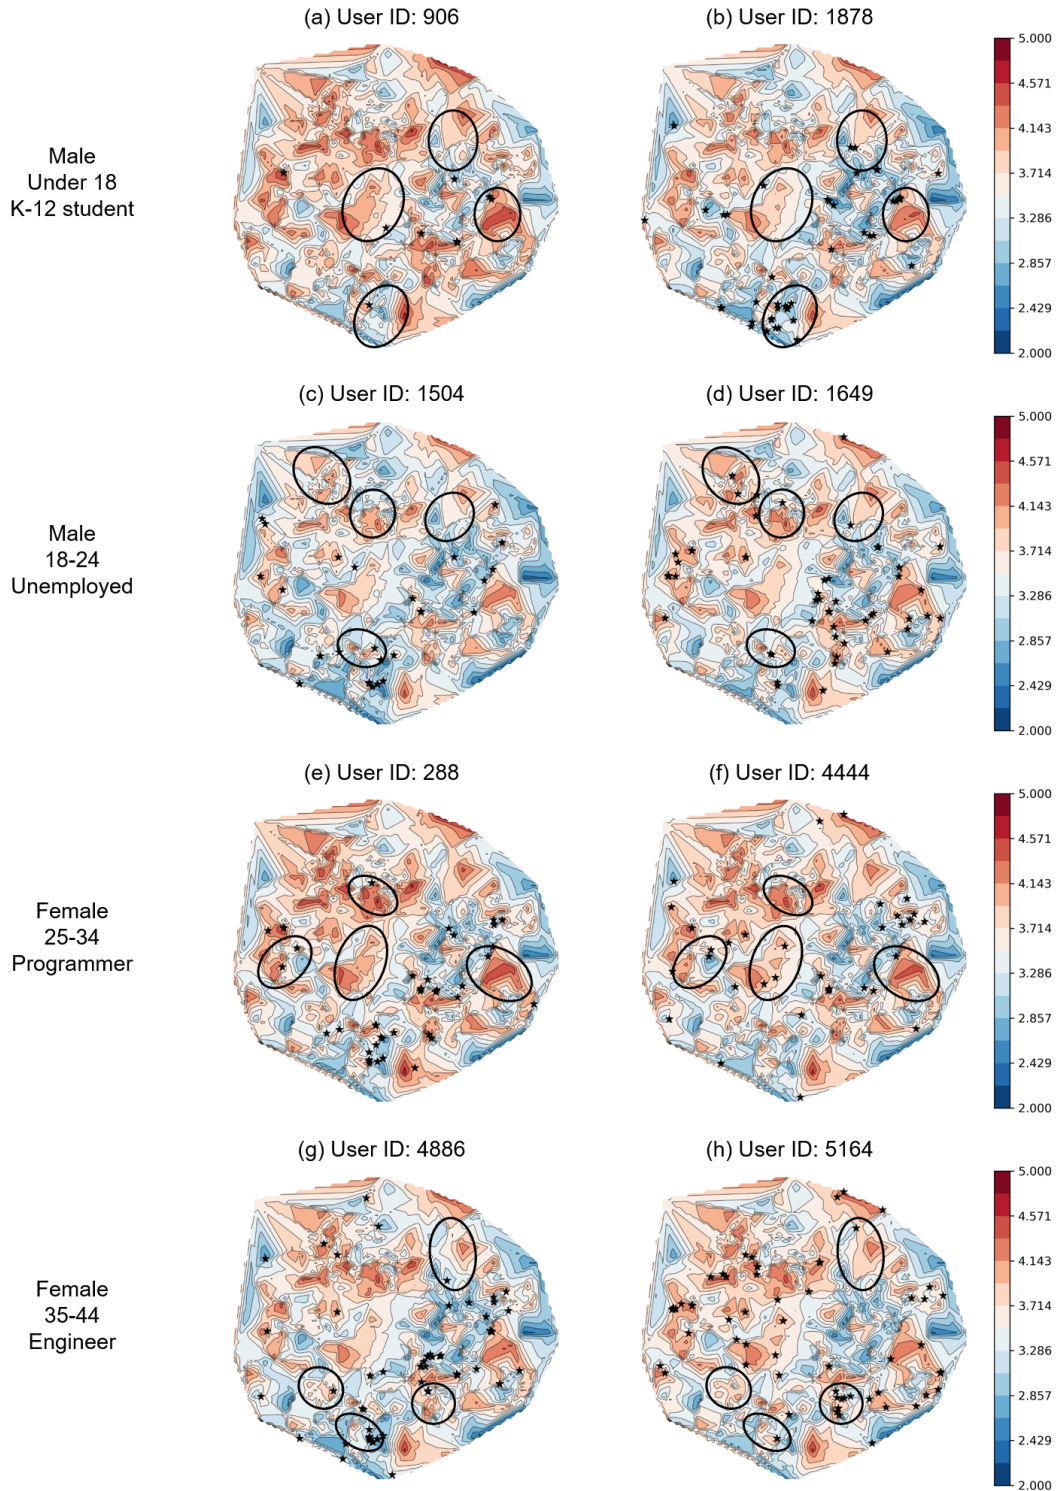 (a) User ID: 906
(b) User ID: 1878
Male
Under 18
K-12 student
5.000
4.571
4.143
3.714
3.286
2.857
2.429
2.000
(c) User ID: 1504
(d) User ID: 1649
Male
18-24
Unemployed
5.000
4.571
4.143
3.714
3.286
2.857
2.429
2.000
(e) User ID: 288
(f) User ID: 4444
Female
25-34
Programmer
5.000
4.571
4.143
3.714
3.286
2.857
2.429
2.000
(g) User ID: 4886
(h) User ID: 5164
Female
35-44
Engineer
5.000
4.571
4.143
3.714
3.286
2.857
2.429
2.000